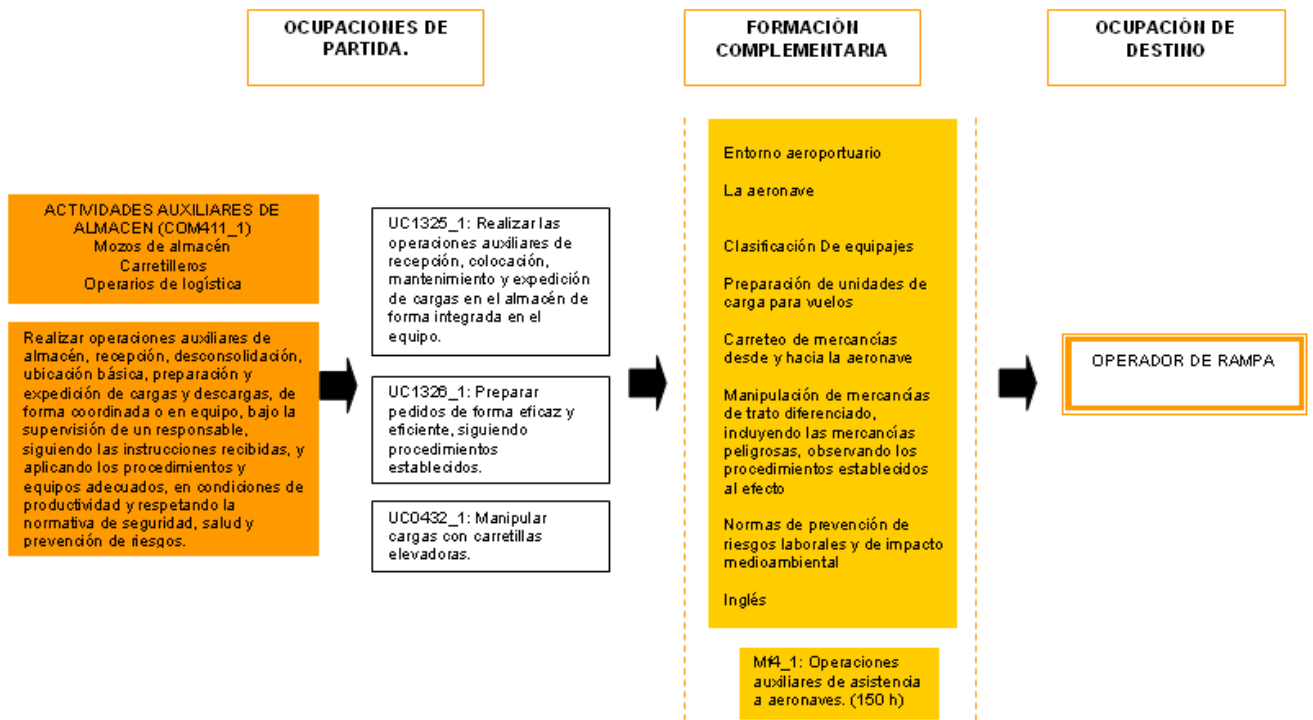 OCUPACIONES DE
PARTIDA.
FORMACIÓN
COMPLEMENTARIA
OCUPACIÓN DE
DESTINO
ACTIVIDADES AUXILIARES DE
ALMACEN (COM411_1)
Mozos de almacén
Carretilleros
Operarios de logística
Realizar operaciones auxiliares de
almacén, recepción, desconsolidación,
ubicación básica, preparación y
expedición de cargas y descargas, de
forma coordinada o en equipo, bajo la
supervisión de un responsable,
siguiendo las instrucciones recibidas, y
aplicando los procedimientos y
equipos adecuados, en condiciones de
productividad y respetando la
normativa de seguridad, salud y
prevención de riesgos.
UC1325_1: Realizar las
operaciones auxiliares de
recepción, colocación,
mantenimiento y expedición
de cargas en el almacén de
forma integrada en el
equipo.
UC1326_1: Preparar
pedidos de forma eficaz y
eficiente, siguiendo
procedimientos
establecidos.
UC0432_1: Manipular
cargas con carretillas
elevadoras.
Entorno aeroportuario
La aeronave
Clasificación De equipajes
Preparación de unidades de
carga para vuelos
Carreteo de mercancías
desde y hacia la aeronave
Manipulación de mercancías
de trato diferenciado,
incluyendo las mercancías
peligrosas, observando los
procedimientos establecidos
al efecto
Normas de prevención de
riesgos laborales y de impacto
medioambiental
Inglés
Mf4_1: Operaciones
auxiliares de asistencia
a aeronaves. (150 h)
OPERADOR DE RAMPA